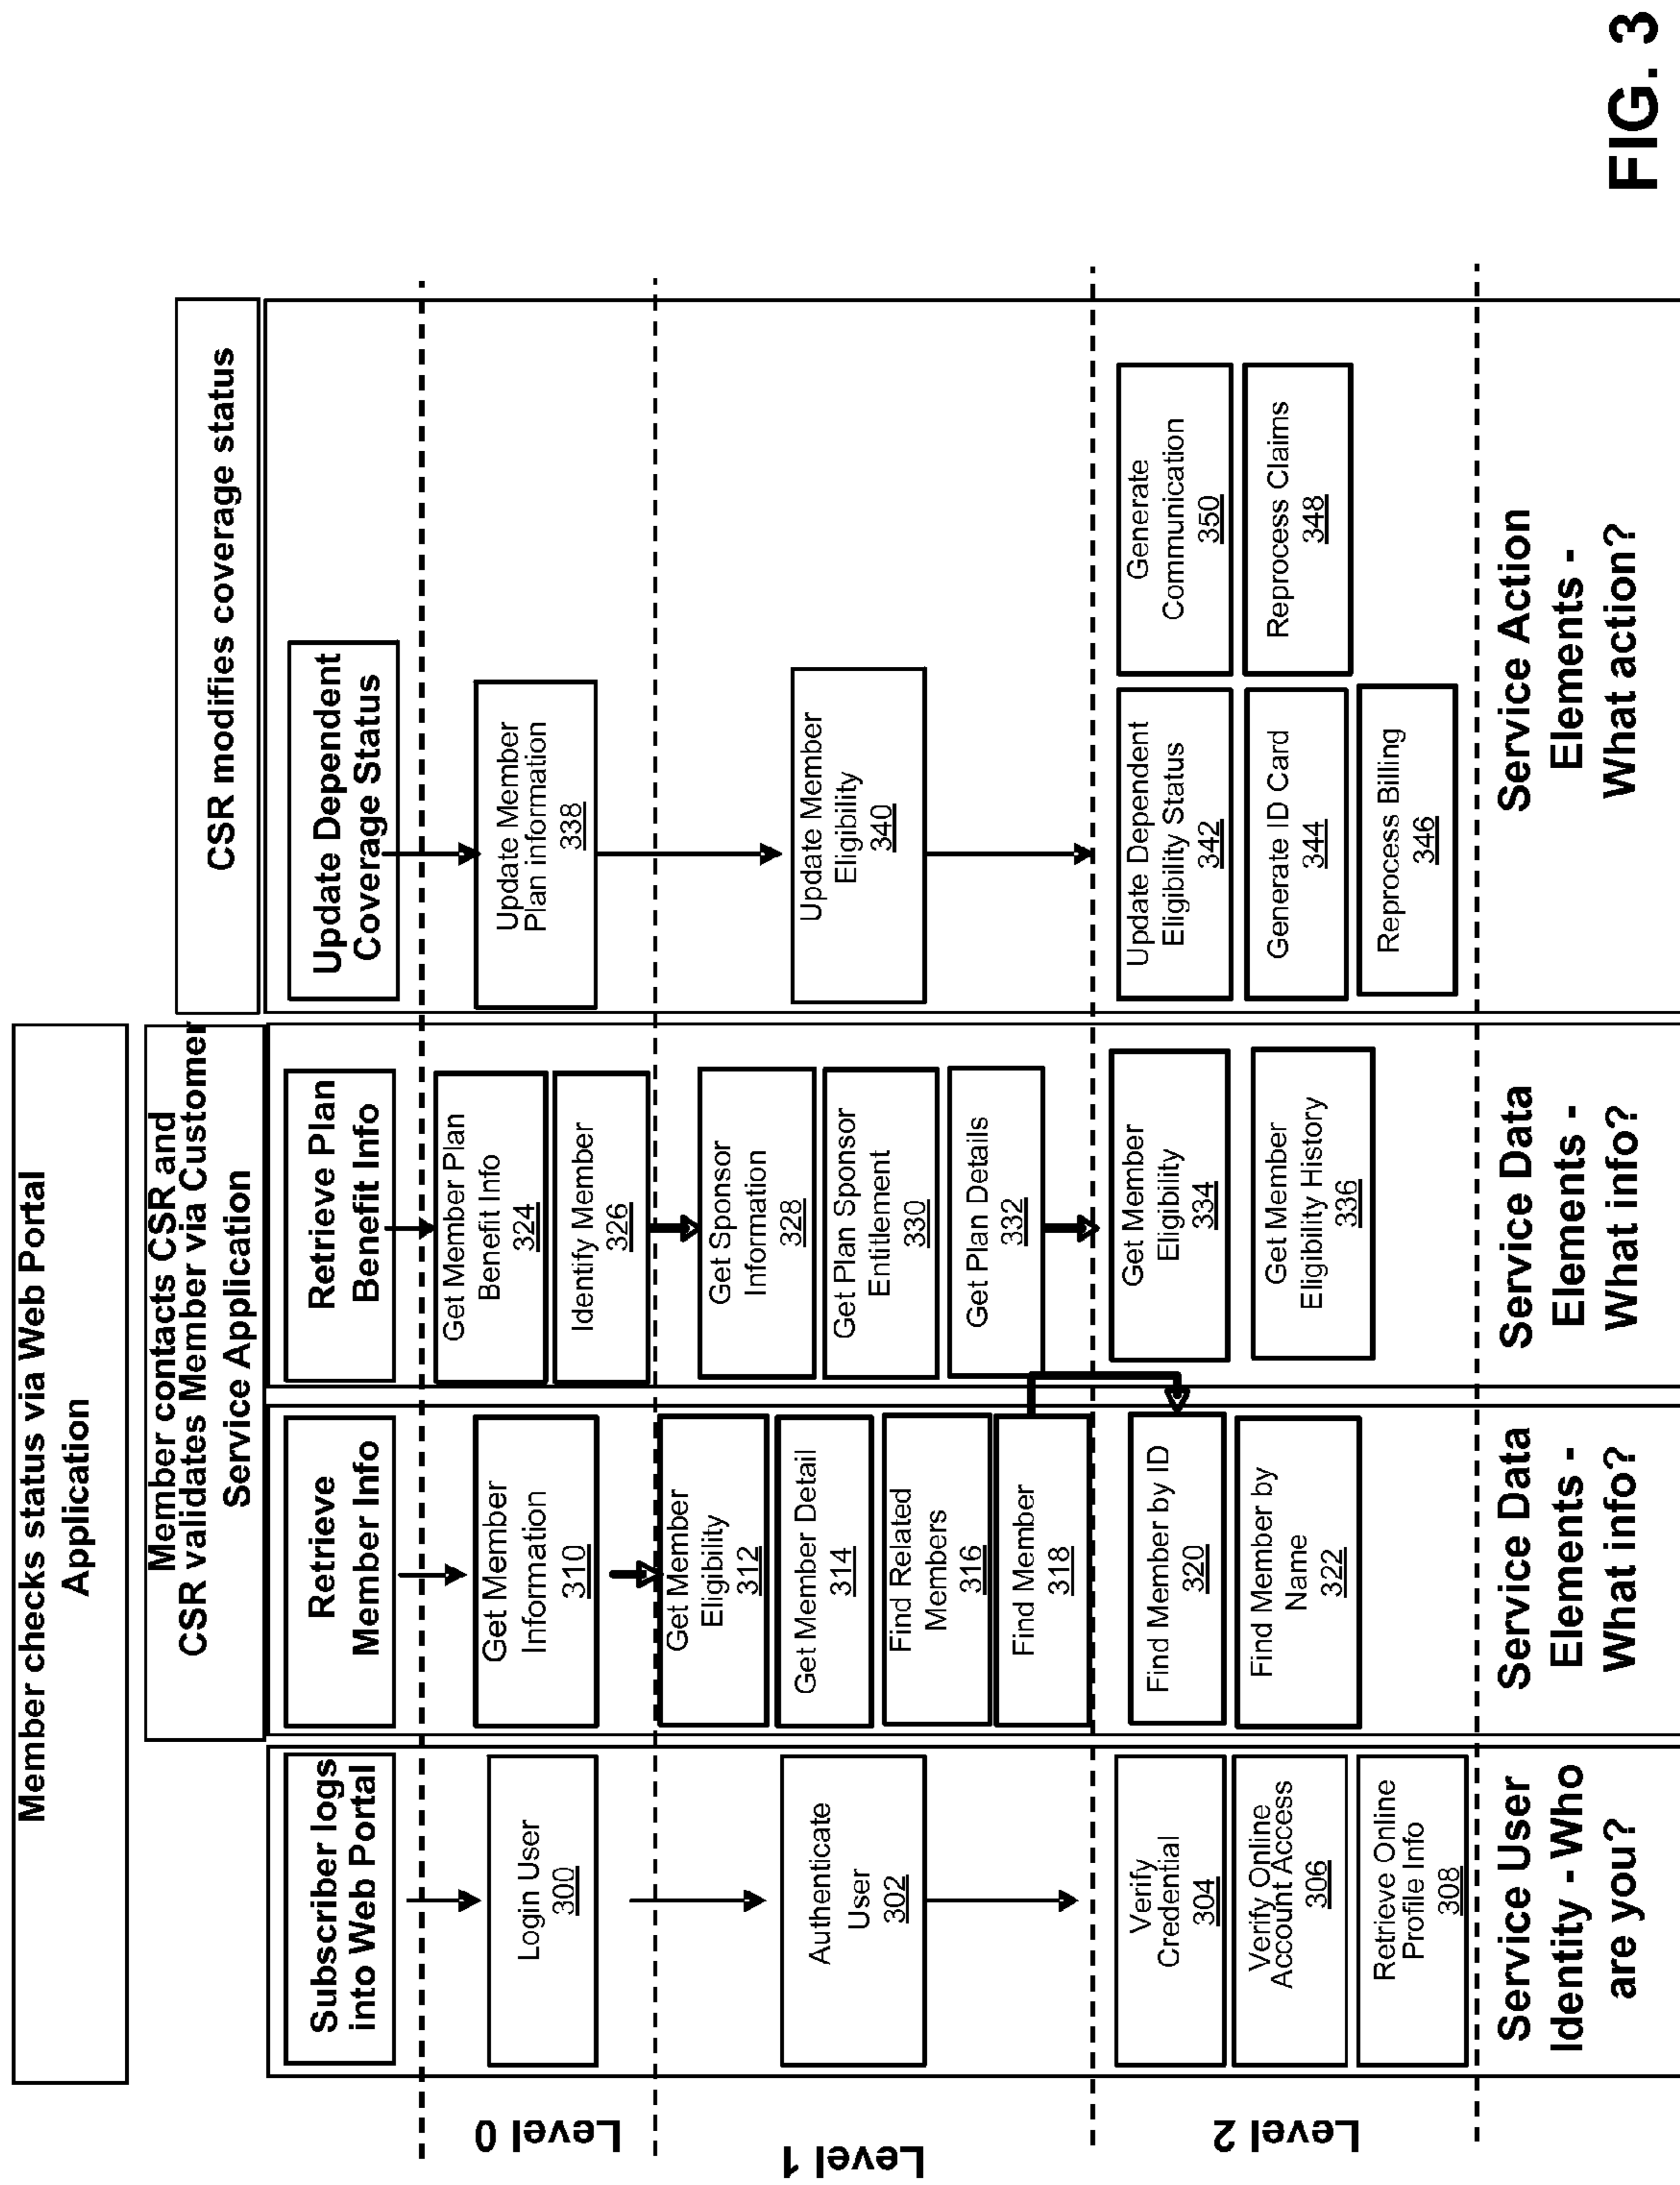 Member checks status via Web Portal
Application
Member contacts CSR and
CSR validates Member via Customer
Service Application
CSR modifies coverage status
Subscriber logs
into Web Portal
Retrieve
Member Info
Retrieve Plan
Benefit Info
Update Dependent
Coverage Status
Level 0
Login User
300
Get Member
Information
310
Get Member Plan
Benefit Info
324
Identify Member
326
Update Member
Plan information
338
Level 1
Authenticate
User
302
Get Member
Eligibility
312
Get Member Detail
314
Find Related
Members
316
Find Member
318
Get Sponsor
Information
328
Get Plan Sponsor
Entitlement
330
Get Plan Details
332
Update Member
Eligibility
340
Level 2
Verify
Credential
304
Verify Online
Account Access
306
Retrieve Online
Profile Info
308
Find Member by ID
320
Find Member by
Name
322
Get Member
Eligibility
334
Get Member
Eligibility History
336
Update Dependent
Eligibility Status
342
Generate ID Card
344
Reprocess Billing
346
Generate
Communication
350
Reprocess Claims
348
Service User
Identity - Who
are you?
Service Data
Elements -
What info?
Service Data
Elements -
What info?
Service Action
Elements -
What action?
FIG. 3